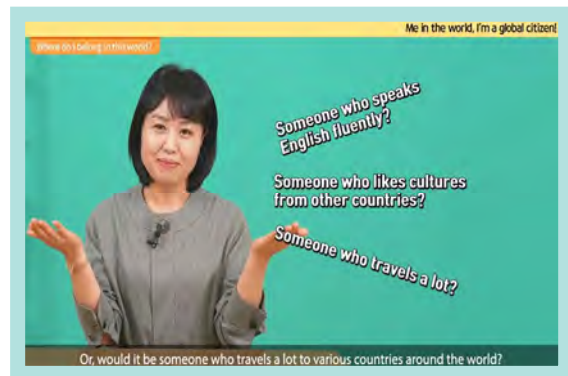 Me in the world, I'm a global citizen!
Where do I belong in this world?
Someone who speaks
English fluently?
Someone who likes cultures
from other countries?
Someone who travels a lot?
Or, would it be someone who travels a lot to various countries around the world?